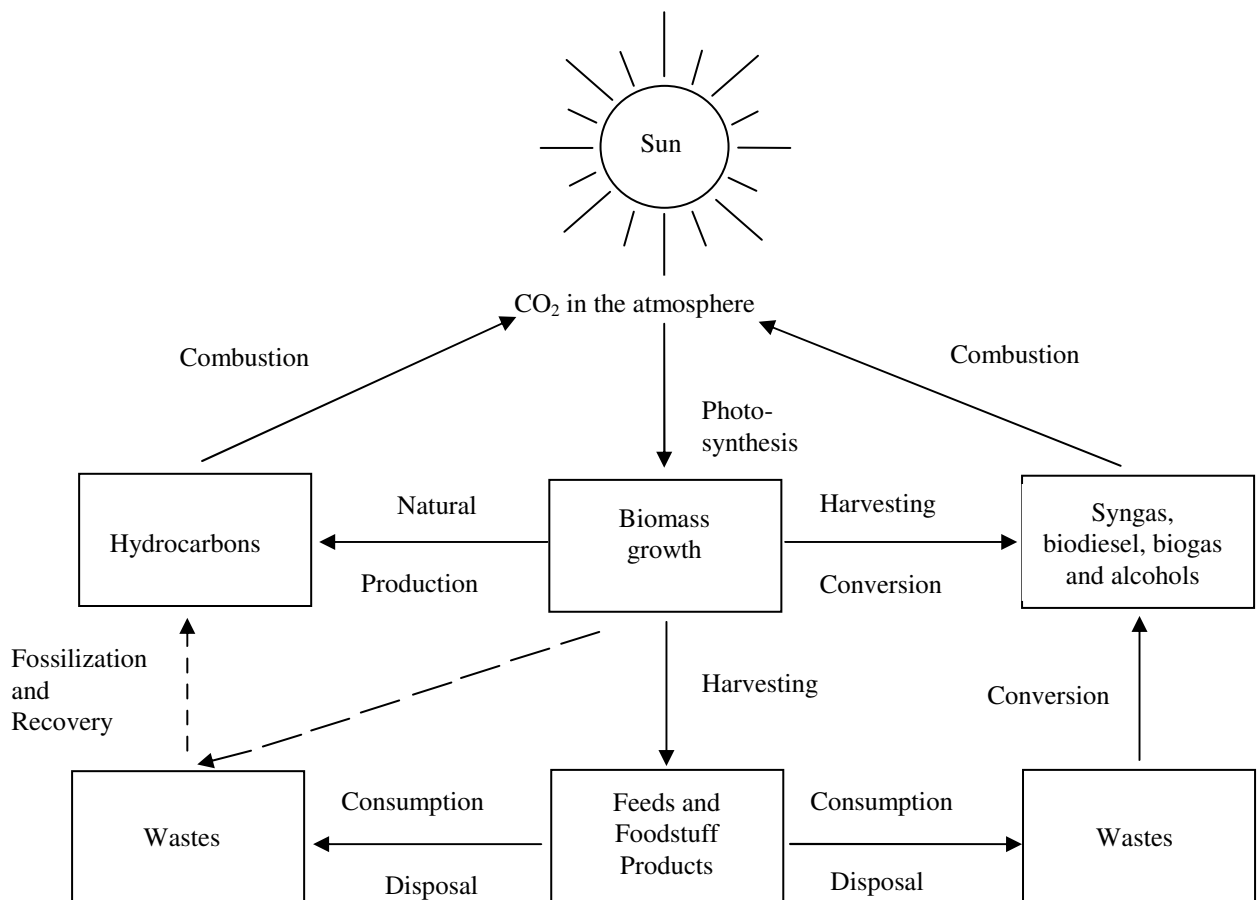 Sun
CO₂ in the atmosphere
Combustion
Combustion
Photo-
synthesis
Natural
Production
Harvesting
Conversion
Hydrocarbons
Biomass
growth
Syngas,
biodiesel, biogas
and alcohols
Fossilization
and
Recovery
Harvesting
Conversion
Wastes
Consumption
Disposal
Feeds and
Foodstuff
Products
Consumption
Disposal
Wastes